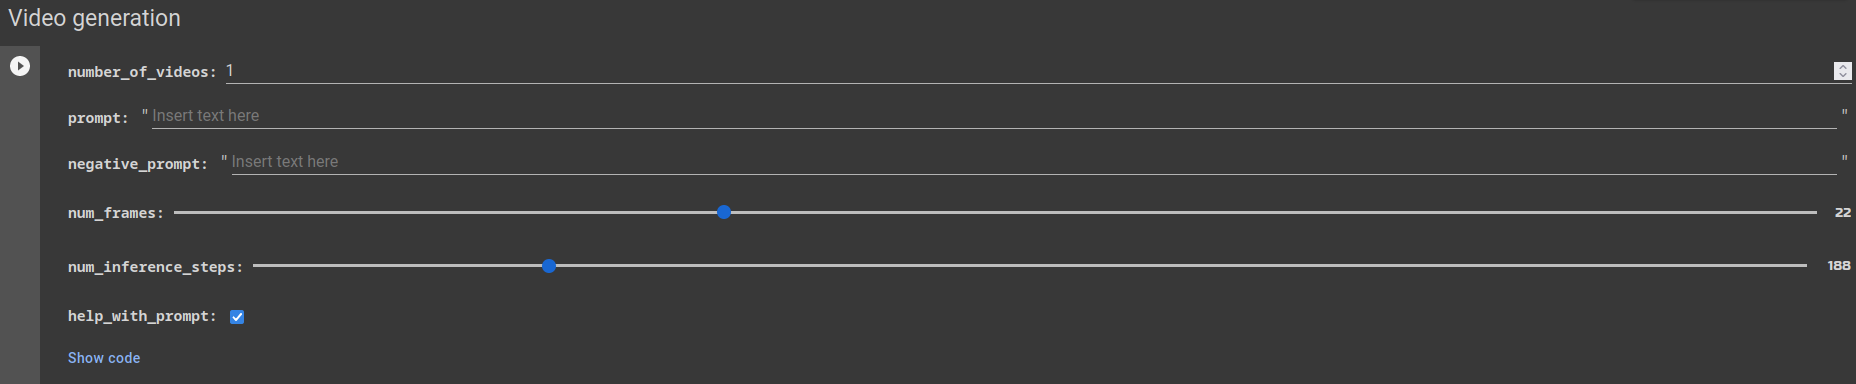 Video generation
number_of_videos: 1
prompt: " Insert text here "
negative_prompt: " Insert text here "
num_frames: 22
num_inference_steps: 188
help_with_prompt:
Show code